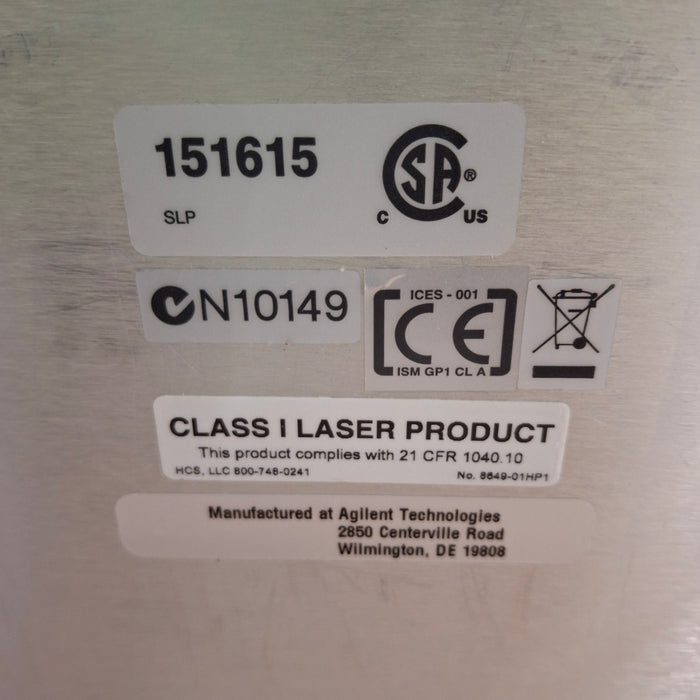 151615
SLP
CSA®
C US
N10149
ICES - 001
CE
ISM GP1 CL A
CLASS I LASER PRODUCT
This product complies with 21 CFR 1040.10
HCS, LLC 800-748-0241 No. 8649-01HP1
Manufactured at Agilent Technologies
2850 Centerville Road
Wilmington, DE 19808